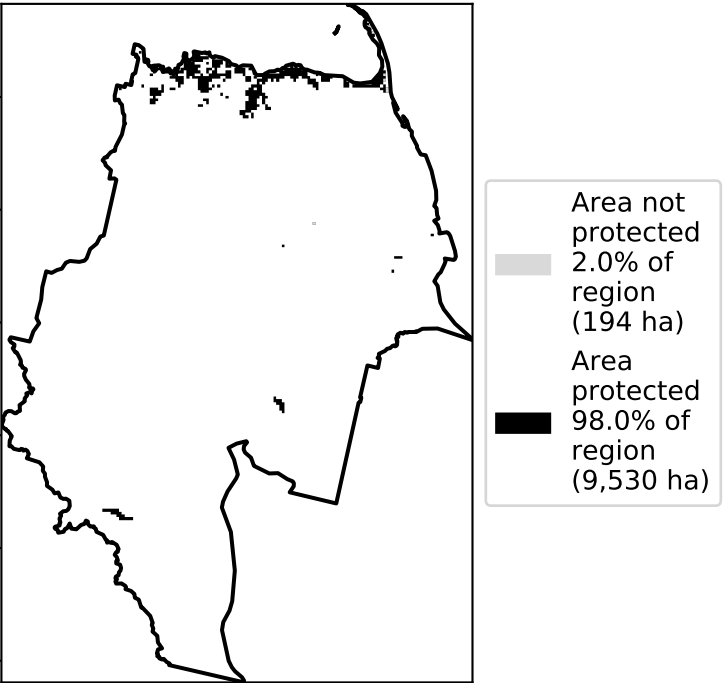 Area not
protected
2.0% of
region
(194 ha)
Area
protected
98.0% of
region
(9,530 ha)